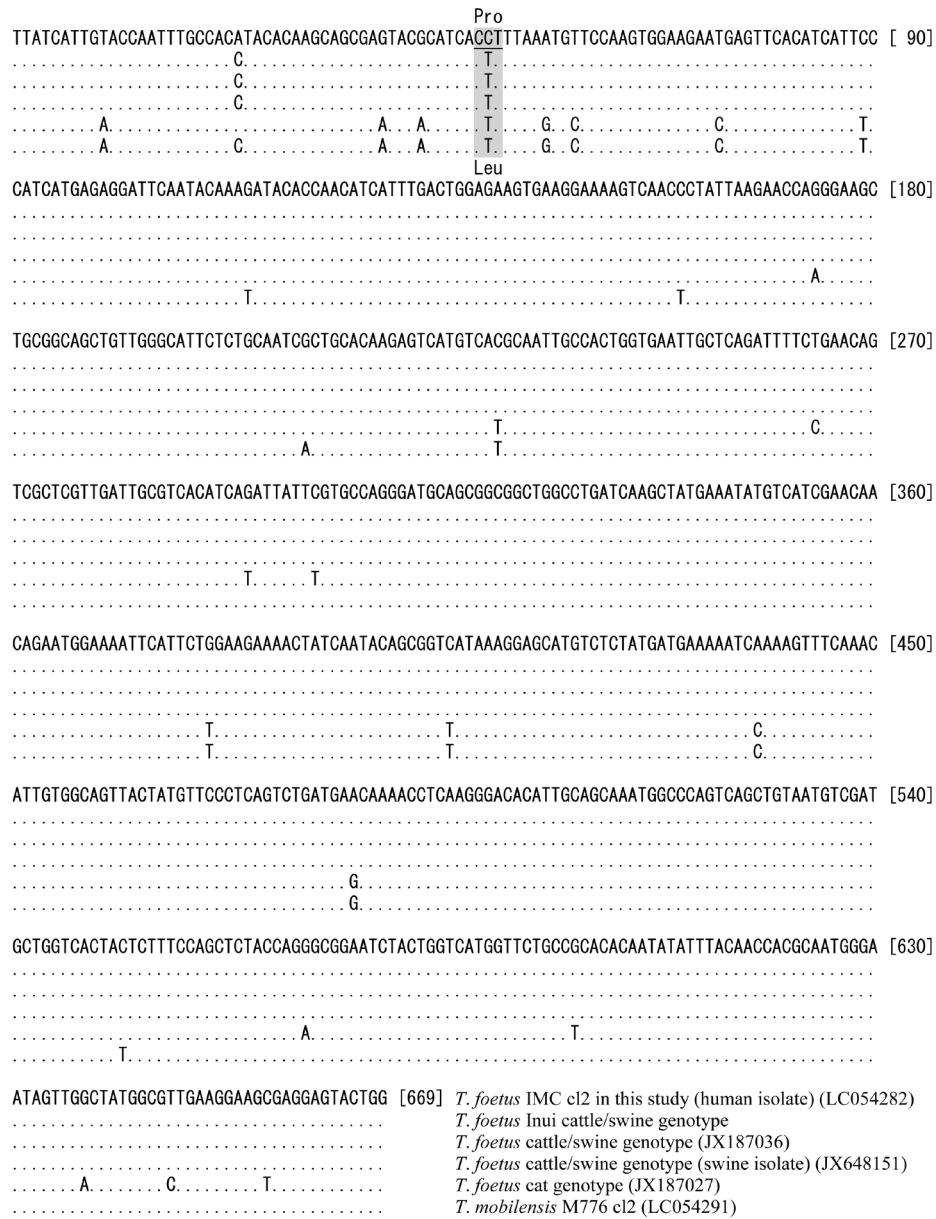 Pro
TTATCATTGTACCAATTTGCCACATACACAAGCAGCGAGTACGCATCACCTTTAAATGTTCCAAGTGGAAGAATGAGTTCACATCATTCC [ 90]
.......................C.........................T........................................
.......................C.........................T........................................
.......................C.........................T........................................
.........A............................A...A......T.....G..C..............C..............T.
.........A.............C..............A...A......T.....G..C..............C..............T.
Leu
CATCATGAGAGGATTCAATACAAAGATACACCAACATCATTTGACTGGAGAAGTGAAGGAAAAGTCAACCCTATTAAGAACCAGGGAAGC [180]
..........................................................................................
..........................................................................................
..........................................................................................
...................................................................................A......
........................T............................................T....................
TGCGGCAGCTGTTGGGCATTCTCTGCAATCGCTGCACAAGAGTCATGTCACGCAATTGCCACTGGTGAATTGCTCAGATTTTCTGAACAG [270]
..........................................................................................
..........................................................................................
..........................................................................................
..................................................T................................C......
..............................A...................T.......................................
TCGCTCGTTGATTGCGTCACATCAGATTATTCGTGCCAGGGATGCAGCGGCGGCTGGCCTGATCAAGCTATGAAATATGTCATCGAACAA [360]
..........................................................................................
..........................................................................................
..........................................................................................
........................T......T..........................................................
..........................................................................................
CAGAATGGAAAATTCATTCTGGAAGAAAACTATCAATACAGCGGTCATAAAGGAGCATGTCTCTATGATGAAAAATCAAAAGTTTCAAAC [450]
..........................................................................................
..........................................................................................
..........................................................................................
....................T........................T...............................C............
....................T........................T...............................C............
ATTGTGGCAGTTACTATGTTCCCTCAGTCTGATGAACAAAACCTCAAGGGACACATTGCAGCAAATGGCCCAGTCAGCTGTAATGTCGAT [540]
..........................................................................................
..........................................................................................
..........................................................................................
...................................G......................................................
...................................G......................................................
GCTGGTCACTACTCTTTCCAGCTCTACCAGGGCGGAATCTACTGGTCATGGTTCTGCCGCACACAATATATTTACAACCACGCAATGGGA [630]
..........................................................................................
..........................................................................................
..........................................................................................
..............................A...........................T...............................
...........T..............................................................................
ATAGTTGGCTATGGCGTTGAAGGAAGCGAGGAGTACTGG [669] T. foetus IMC cl2 in this study (human isolate) (LC054282)
....................................... T. foetus Inui cattle/swine genotype
....................................... T. foetus cattle/swine genotype (JX187036)
....................................... T. foetus cattle/swine genotype (swine isolate) (JX648151)
.......A........C.........T............ T. foetus cat genotype (JX187027)
....................................... T. mobilensis M776 cl2 (LC054291)